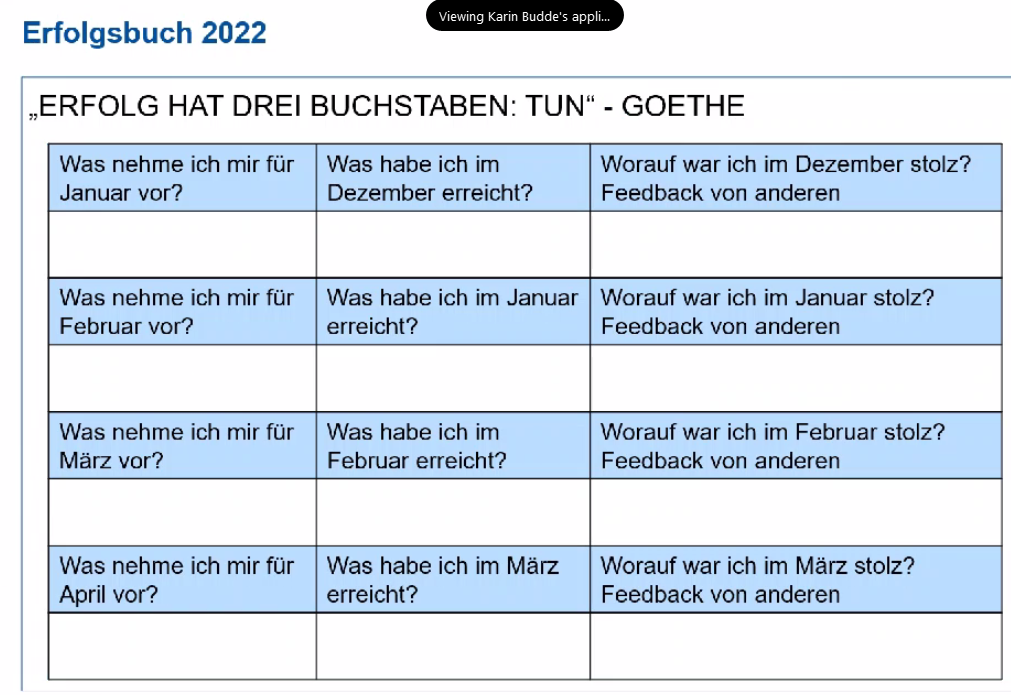 Viewing Karin Budde's appli...
Erfolgsbuch 2022
„ERFOLG HAT DREI BUCHSTABEN: TUN“ - GOETHE
Was nehme ich mir für
Januar vor?
Was habe ich im
Dezember erreicht?
Worauf war ich im Dezember stolz?
Feedback von anderen
Was nehme ich mir für
Februar vor?
Was habe ich im Januar
erreicht?
Worauf war ich im Januar stolz?
Feedback von anderen
Was nehme ich mir für
März vor?
Was habe ich im
Februar erreicht?
Worauf war ich im Februar stolz?
Feedback von anderen
Was nehme ich mir für
April vor?
Was habe ich im März
erreicht?
Worauf war ich im März stolz?
Feedback von anderen